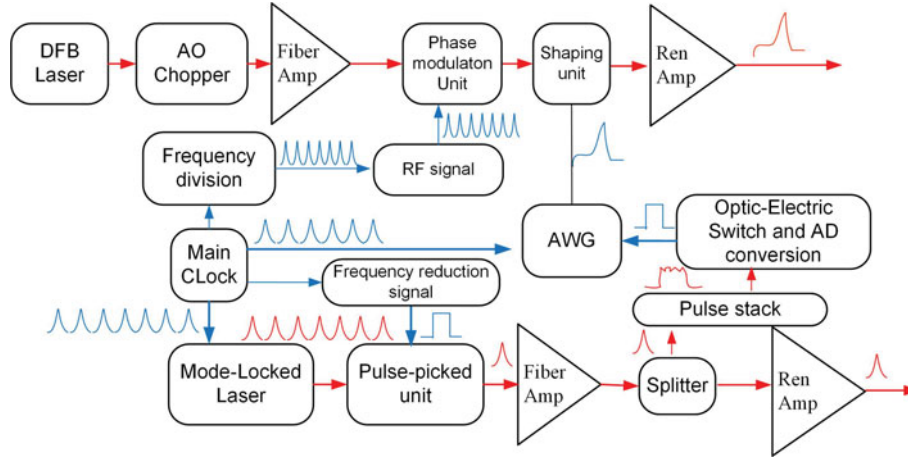 DFB
Laser
AO
Chopper
Fiber
Amp
Phase
modulaton
Unit
Shaping
unit
Ren
Amp
Frequency
division
RF signal
Main
CLock
AWG
Optic-Electric
Switch and AD
conversion
Frequency reduction
signal
Pulse stack
Mode-Locked
Laser
Pulse-picked
unit
Fiber
Amp
Splitter
Ren
Amp